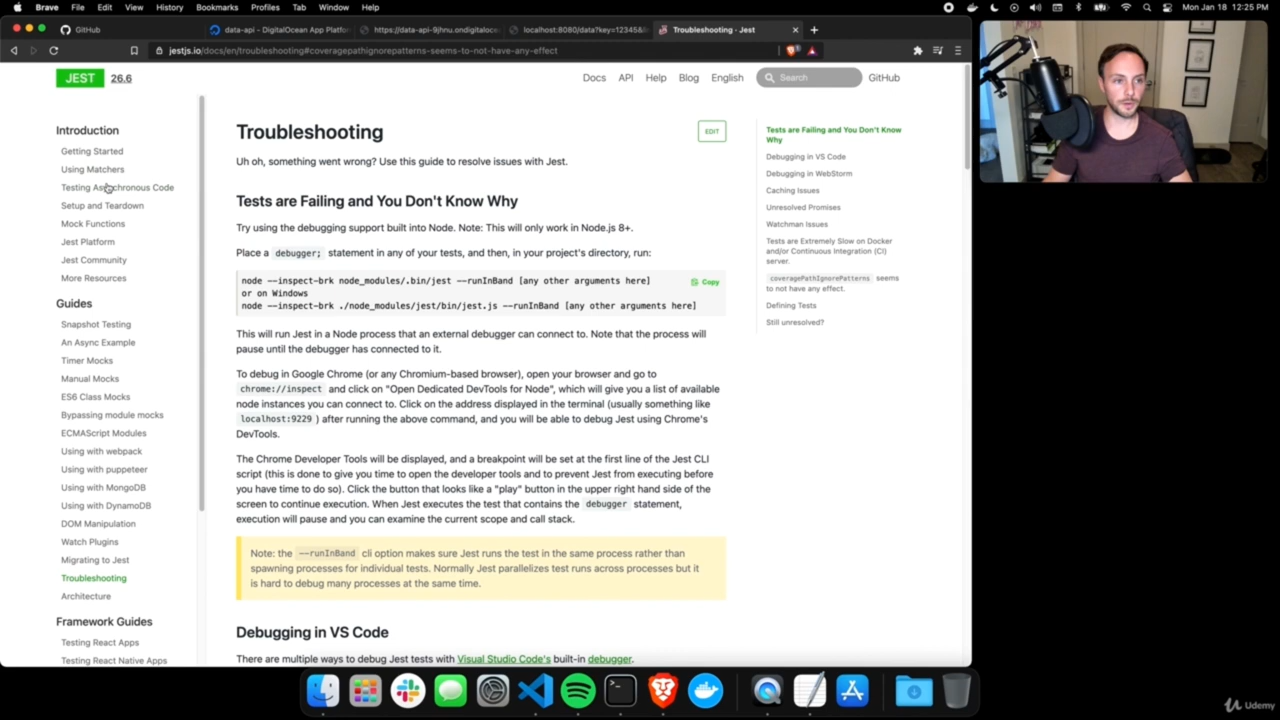 Brave File Edit View History Bookmarks Profiles Tab Window Help Mon Jan 18 12:25 PM
GitHub data-api - DigitalOcean App Platfor https://data-api-9jhnu.ondigitaloce localhost:8080/data?key=12345& Troubleshooting · Jest
jestjs.io/docs/en/troubleshooting#coveragepathignorepatterns-seems-to-not-have-any-effect
JEST 26.6 Docs API Help Blog English Search GitHub
Introduction
Getting Started
Using Matchers
Testing Asynchronous Code
Setup and Teardown
Mock Functions
Jest Platform
Jest Community
More Resources
Guides
Snapshot Testing
An Async Example
Timer Mocks
Manual Mocks
ES6 Class Mocks
Bypassing module mocks
ECMAScript Modules
Using with webpack
Using with puppeteer
Using with MongoDB
Using with DynamoDB
DOM Manipulation
Watch Plugins
Migrating to Jest
Troubleshooting
Architecture
Framework Guides
Testing React Apps
Testing React Native Apps
Troubleshooting
EDIT
Uh oh, something went wrong? Use this guide to resolve issues with Jest.
Tests are Failing and You Don't Know Why
Try using the debugging support built into Node. Note: This will only work in Node.js 8+.
Place a debugger; statement in any of your tests, and then, in your project's directory, run:
node --inspect-brk node_modules/.bin/jest --runInBand [any other arguments here]
Copy
or on Windows
node --inspect-brk ./node_modules/jest/bin/jest.js --runInBand [any other arguments here]
This will run Jest in a Node process that an external debugger can connect to. Note that the process will
pause until the debugger has connected to it.
To debug in Google Chrome (or any Chromium-based browser), open your browser and go to
chrome://inspect and click on "Open Dedicated DevTools for Node", which will give you a list of available
node instances you can connect to. Click on the address displayed in the terminal (usually something like
localhost:9229 ) after running the above command, and you will be able to debug Jest using Chrome's
DevTools.
The Chrome Developer Tools will be displayed, and a breakpoint will be set at the first line of the Jest CLI
script (this is done to give you time to open the developer tools and to prevent Jest from executing before
you have time to do so). Click the button that looks like a "play" button in the upper right hand side of the
screen to continue execution. When Jest executes the test that contains the debugger statement,
execution will pause and you can examine the current scope and call stack.
Note: the --runInBand cli option makes sure Jest runs the test in the same process rather than
spawning processes for individual tests. Normally Jest parallelizes test runs across processes but it
is hard to debug many processes at the same time.
Debugging in VS Code
There are multiple ways to debug Jest tests with Visual Studio Code's built-in debugger.
Tests are Failing and You Don't Know
Why
Debugging in VS Code
Debugging in WebStorm
Caching Issues
Unresolved Promises
Watchman Issues
Tests are Extremely Slow on Docker
and/or Continuous Integration (CI)
server.
coveragePathIgnorePatterns seems
to not have any effect.
Defining Tests
Still unresolved?
Udemy